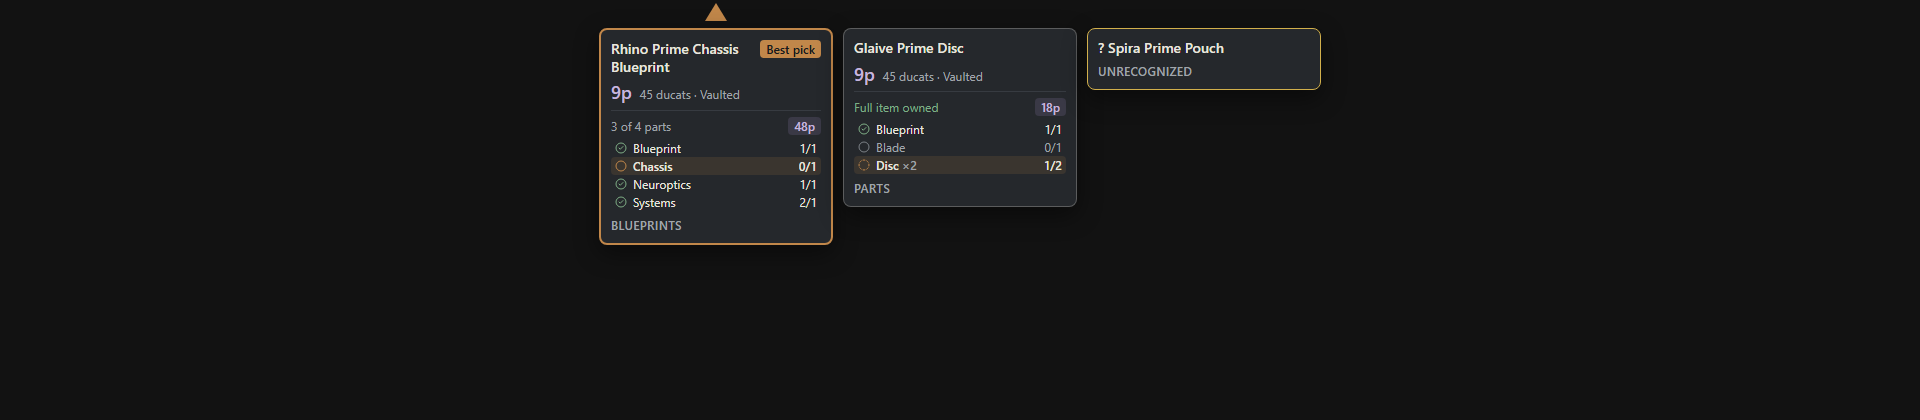 Rhino Prime Chassis Blueprint
Best pick
9p 45 ducats · Vaulted
3 of 4 parts 48p
Blueprint 1/1
Chassis 0/1
Neuroptics 1/1
Systems 2/1
BLUEPRINTS
Glaive Prime Disc
9p 45 ducats · Vaulted
Full item owned 18p
Blueprint 1/1
Blade 0/1
Disc ×2 1/2
PARTS
? Spira Prime Pouch
UNRECOGNIZED